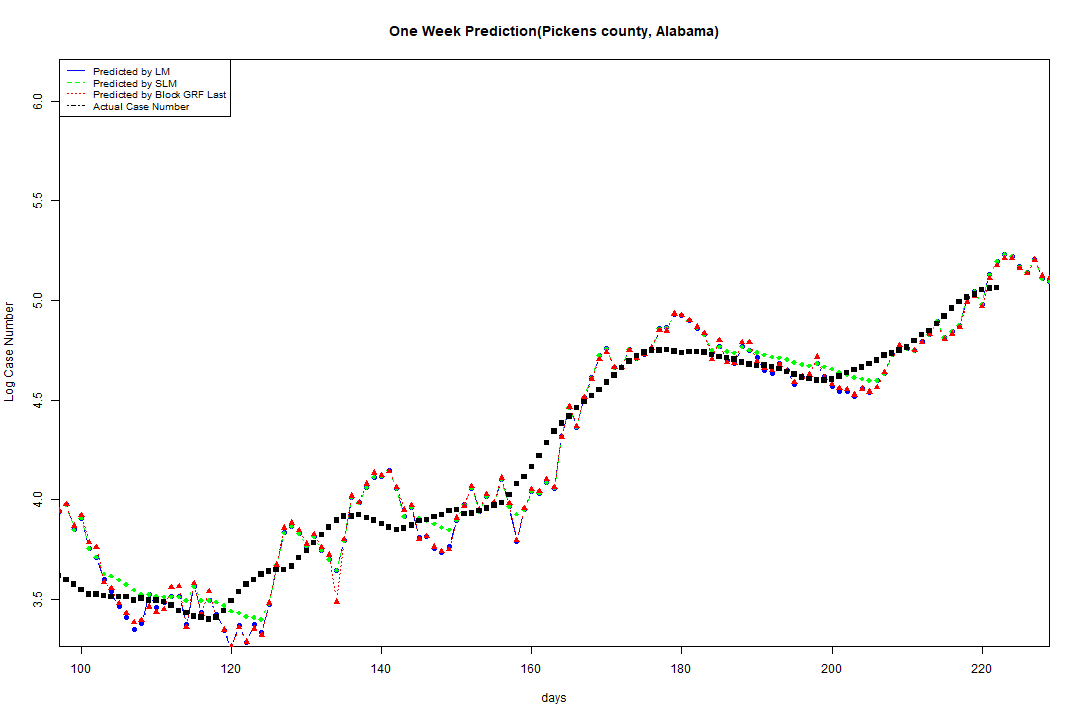 One Week Prediction(Pickens county, Alabama)
Predicted by LM
Predicted by SLM
Predicted by Block GRF Last
Actual Case Number
6.0
5.5
5.0
4.5
4.0
3.5
Log Case Number
100 120 140 160 180 200 220
days